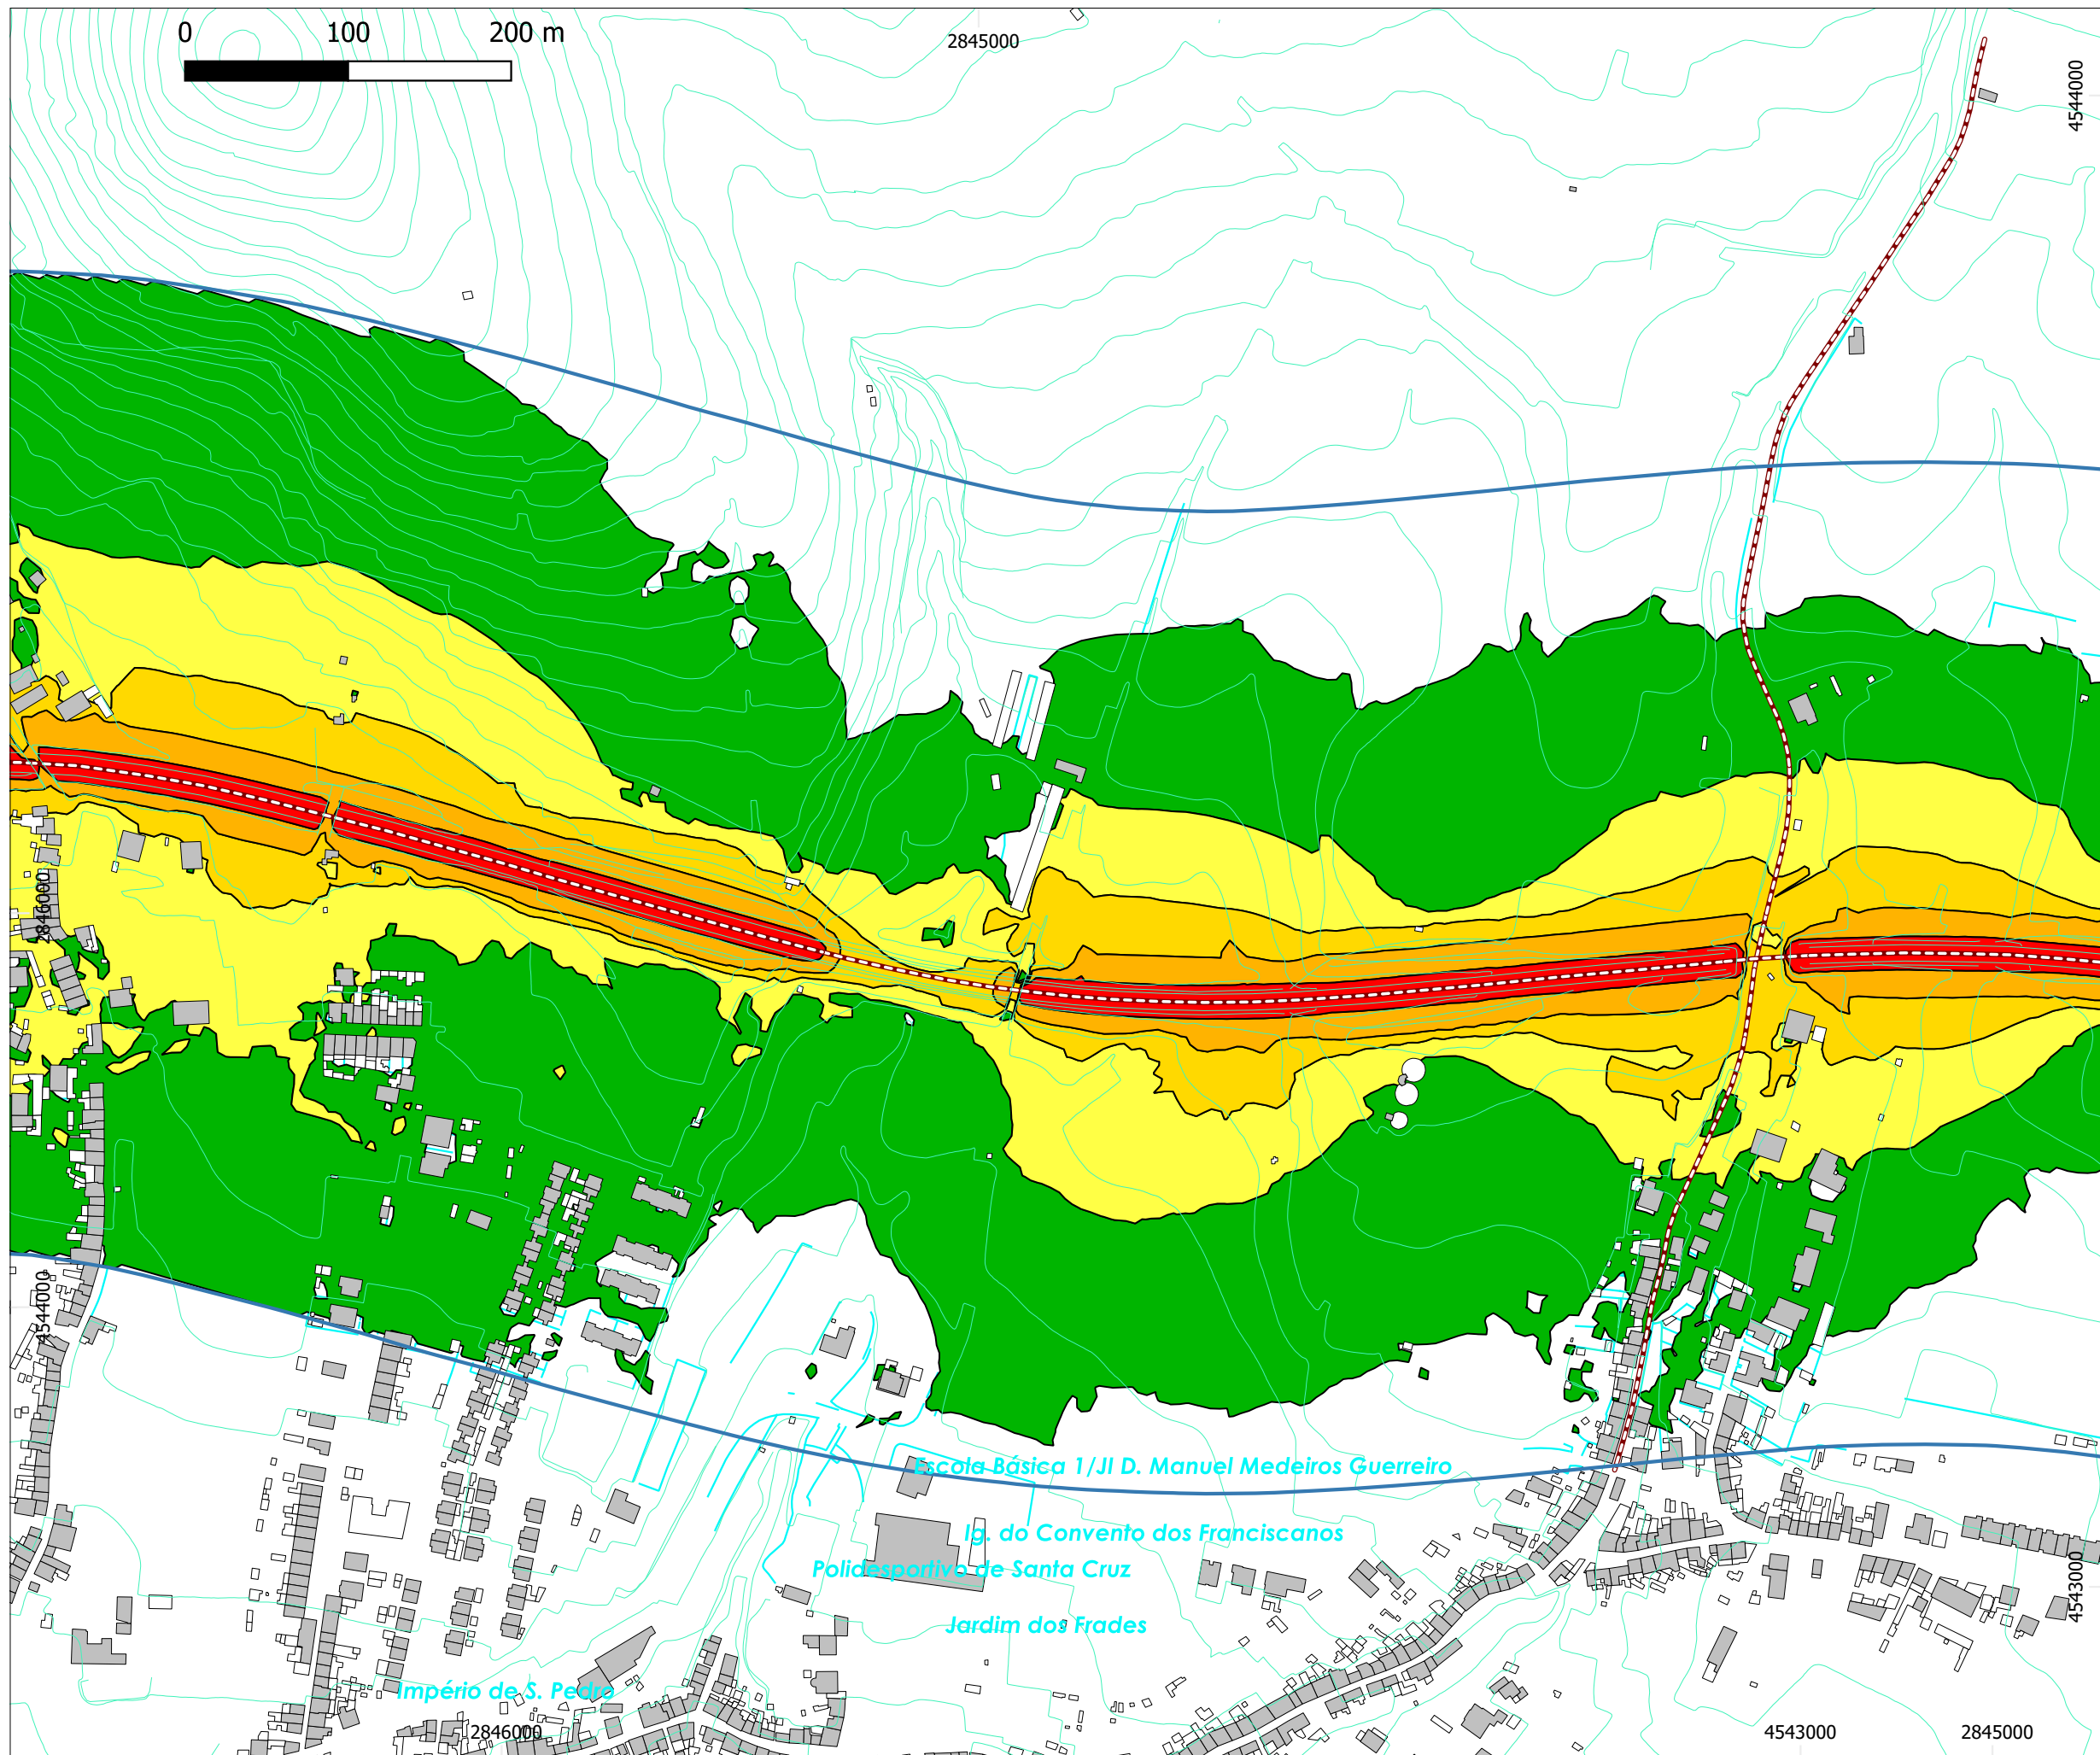 0 100 200 m
2845000
4544000
2846000
4544000
Escola Básica 1/JI D. Manuel Medeiros Guerreiro
Ig. do Convento dos Franciscanos
Polidesportivo de Santa Cruz
4543000
Jardim dos Frades
Império de S. Pedro
2846000
4543000
2845000